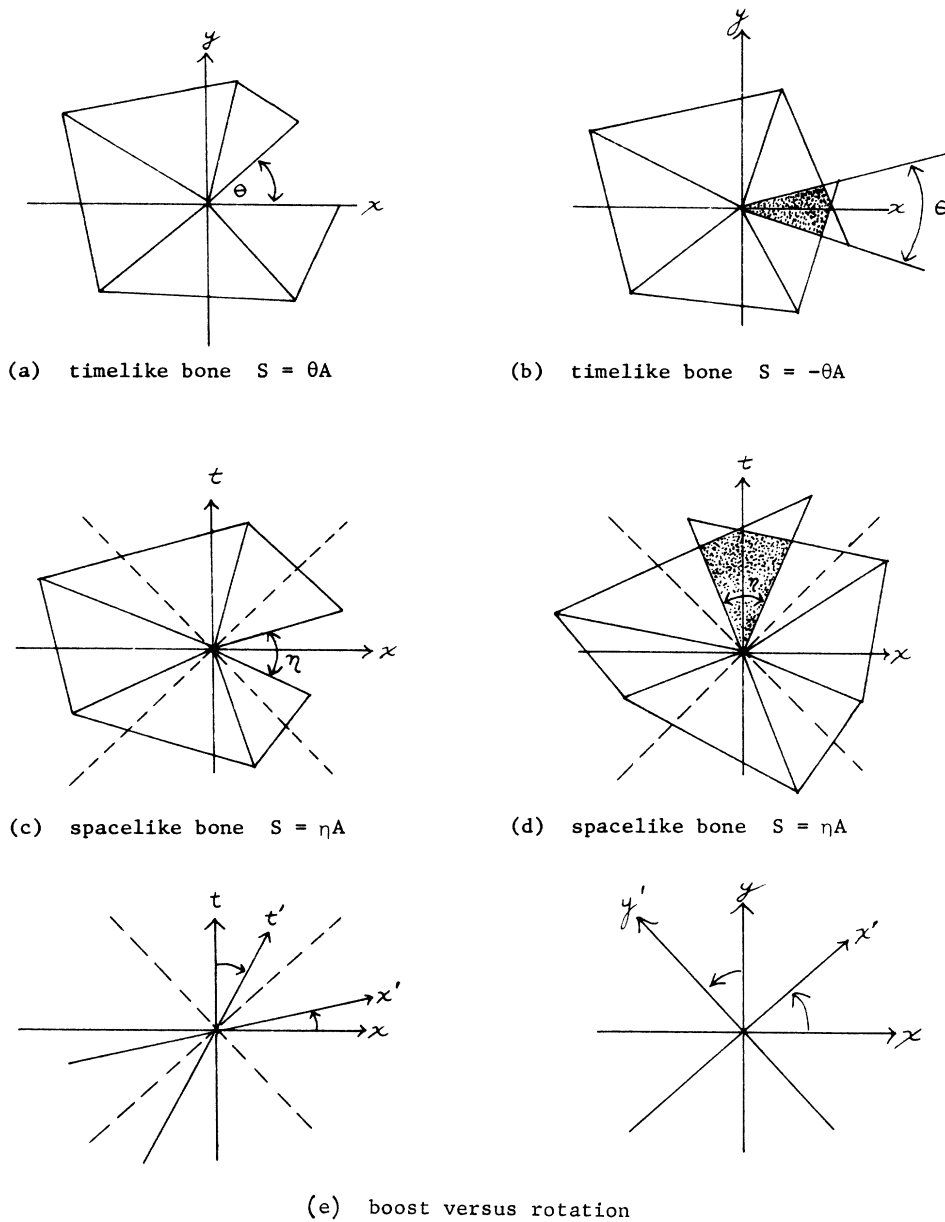 y
θ
x
(a) timelike bone S = θA
y
x
θ
(b) timelike bone S = -θA
t
η
x
(c) spacelike bone S = ηA
t
η
x
(d) spacelike bone S = ηA
t
t'
x'
x
y'
y
x'
x
(e) boost versus rotation